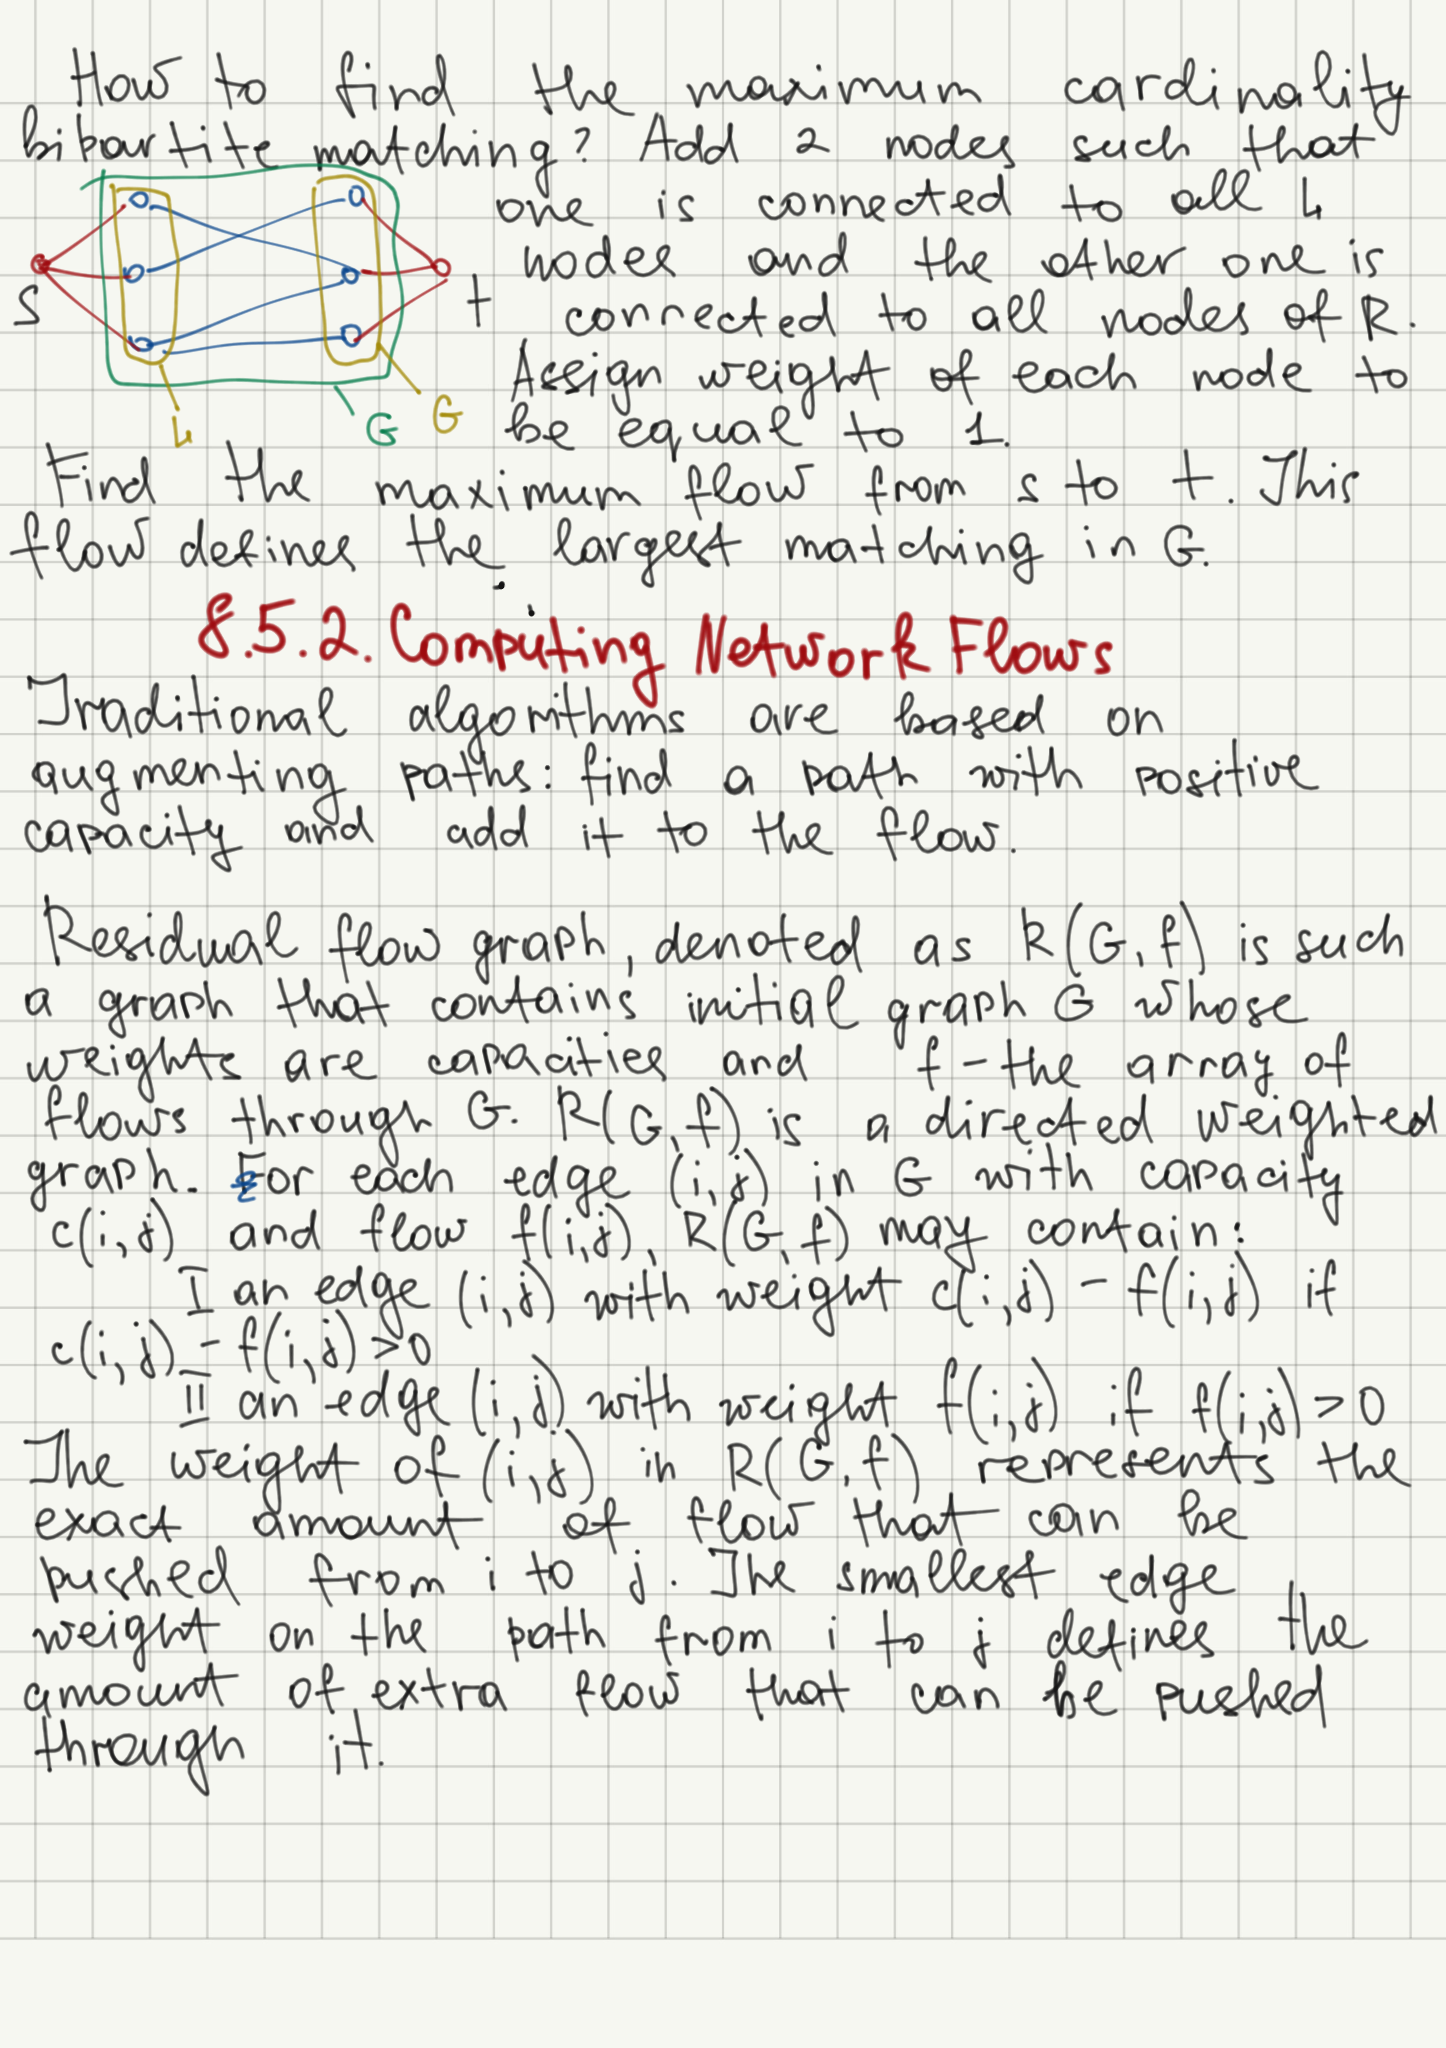 How to find the maximum cardinality
bipartite matching? Add 2 nodes such that
one is connected to all L
nodes and the other one is
connected to all nodes of R.
Assign weight of each node to
be equal to 1.
S
t
L
G
G
Find the maximum flow from s to t. This
flow defines the largest matching in G.
8.5.2. Computing Network Flows
Traditional algorithms are based on
augmenting paths: find a path with positive
capacity and add it to the flow.
Residual flow graph, denoted as R(G,f) is such
a graph that contains initial graph G whose
weights are capacities and f - the array of
flows through G. R(G,f) is a directed weighted
graph. For each edge (i,j) in G with capacity
c(i,j) and flow f(i,j), R(G,f) may contain:
I an edge (i,j) with weight c(i,j) - f(i,j) if
c(i,j) - f(i,j) > 0
II an edge (i,j) with weight f(i,j) if f(i,j) > 0
The weight of (i,j) in R(G,f) represents the
exact amount of flow that can be
pushed from i to j. The smallest edge
weight on the path from i to j defines the
amount of extra flow that can be pushed
through it.